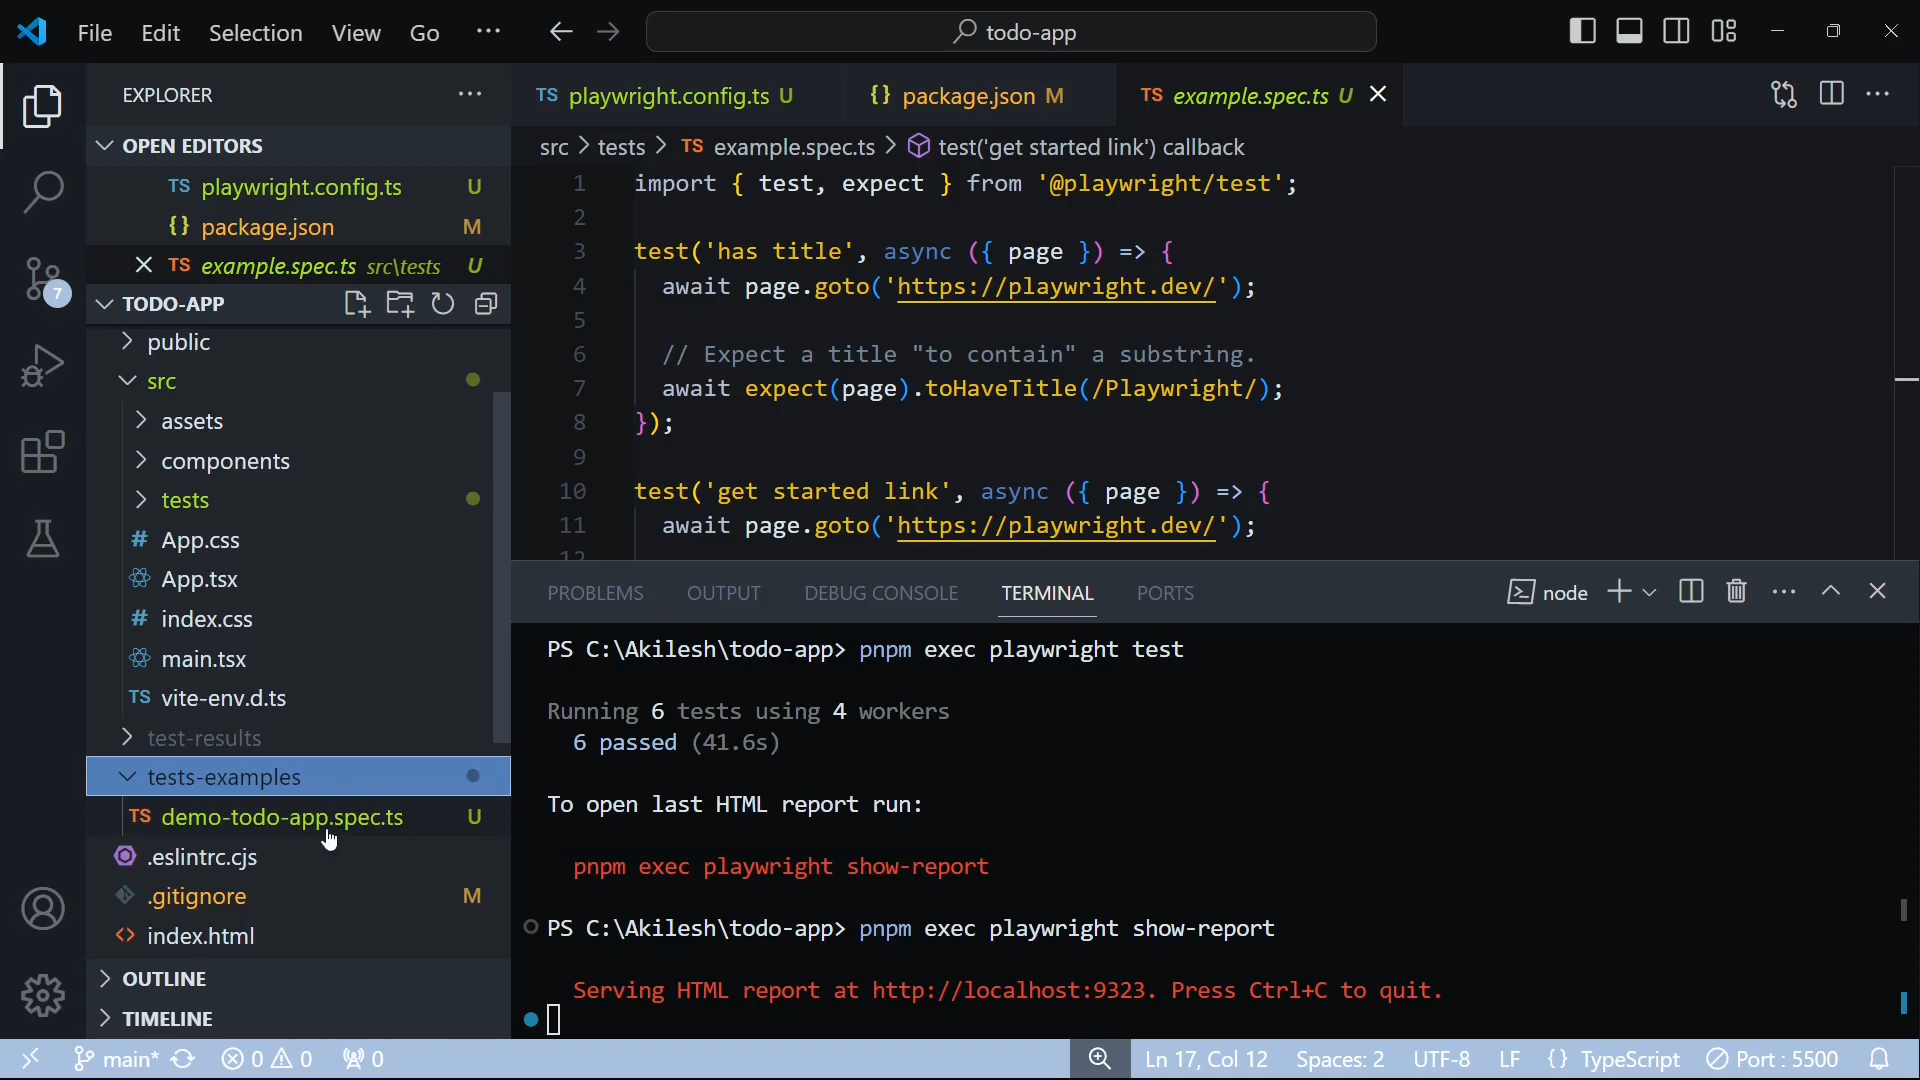 File Edit Selection View Go ···
todo-app
EXPLORER ···
OPEN EDITORS
TS playwright.config.ts U
{} package.json M
TS example.spec.ts src\tests U
TODO-APP
public
src
assets
components
tests
# App.css
App.tsx
# index.css
main.tsx
TS vite-env.d.ts
test-results
tests-examples
TS demo-todo-app.spec.ts U
.eslintrc.cjs
.gitignore M
<> index.html
OUTLINE
TIMELINE
7
TS playwright.config.ts U {} package.json M TS example.spec.ts U
src > tests > TS example.spec.ts > test('get started link') callback
1 import { test, expect } from '@playwright/test';
2
3 test('has title', async ({ page }) => {
4 await page.goto('https://playwright.dev/');
5
6 // Expect a title "to contain" a substring.
7 await expect(page).toHaveTitle(/Playwright/);
8 });
9
10 test('get started link', async ({ page }) => {
11 await page.goto('https://playwright.dev/');
12
PROBLEMS OUTPUT DEBUG CONSOLE TERMINAL PORTS
node
PS C:\Akilesh\todo-app> pnpm exec playwright test
Running 6 tests using 4 workers
6 passed (41.6s)
To open last HTML report run:
pnpm exec playwright show-report
PS C:\Akilesh\todo-app> pnpm exec playwright show-report
Serving HTML report at http://localhost:9323. Press Ctrl+C to quit.
main* 0 0 0 Ln 17, Col 12 Spaces: 2 UTF-8 LF {} TypeScript Port : 5500